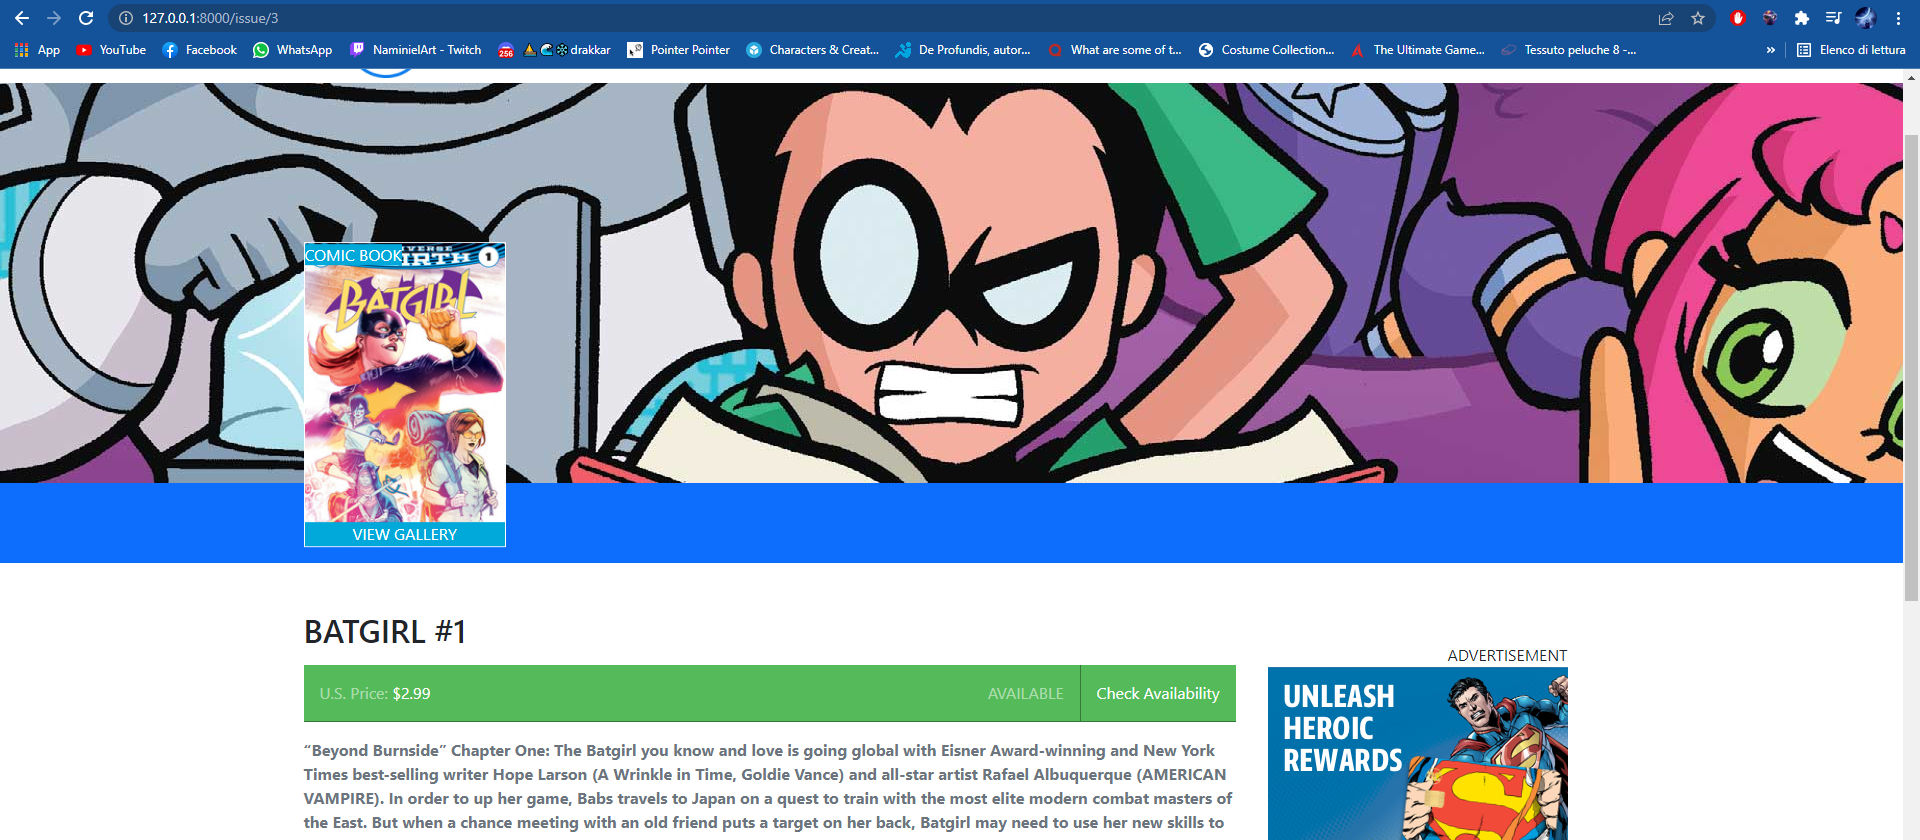 127.0.0.1:8000/issue/3
App YouTube Facebook WhatsApp NaminielArt - Twitch 256 drakkar Pointer Pointer Characters & Creat... De Profundis, autor... What are some of t... Costume Collection... The Ultimate Game... Tessuto peluche 8 -... » Elenco di lettura
COMIC BOOK
VERSE
IRTH 1
BATGIRL
VIEW GALLERY
BATGIRL #1
U.S. Price: $2.99 AVAILABLE Check Availability
“Beyond Burnside” Chapter One: The Batgirl you know and love is going global with Eisner Award-winning and New York
Times best-selling writer Hope Larson (A Wrinkle in Time, Goldie Vance) and all-star artist Rafael Albuquerque (AMERICAN
VAMPIRE). In order to up her game, Babs travels to Japan on a quest to train with the most elite modern combat masters of
the East. But when a chance meeting with an old friend puts a target on her back, Batgirl may need to use her new skills to
ADVERTISEMENT
UNLEASH
HEROIC
REWARDS
S